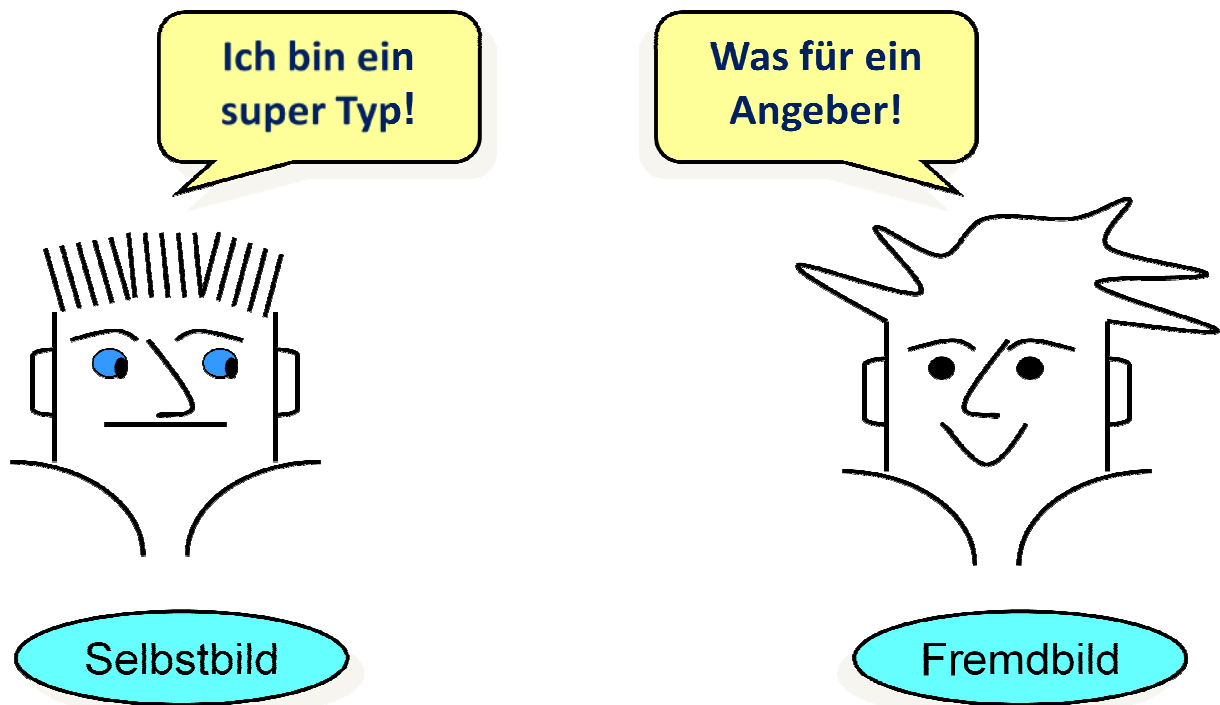 Ich bin ein
super Typ!
Was für ein
Angeber!
Selbstbild
Fremdbild